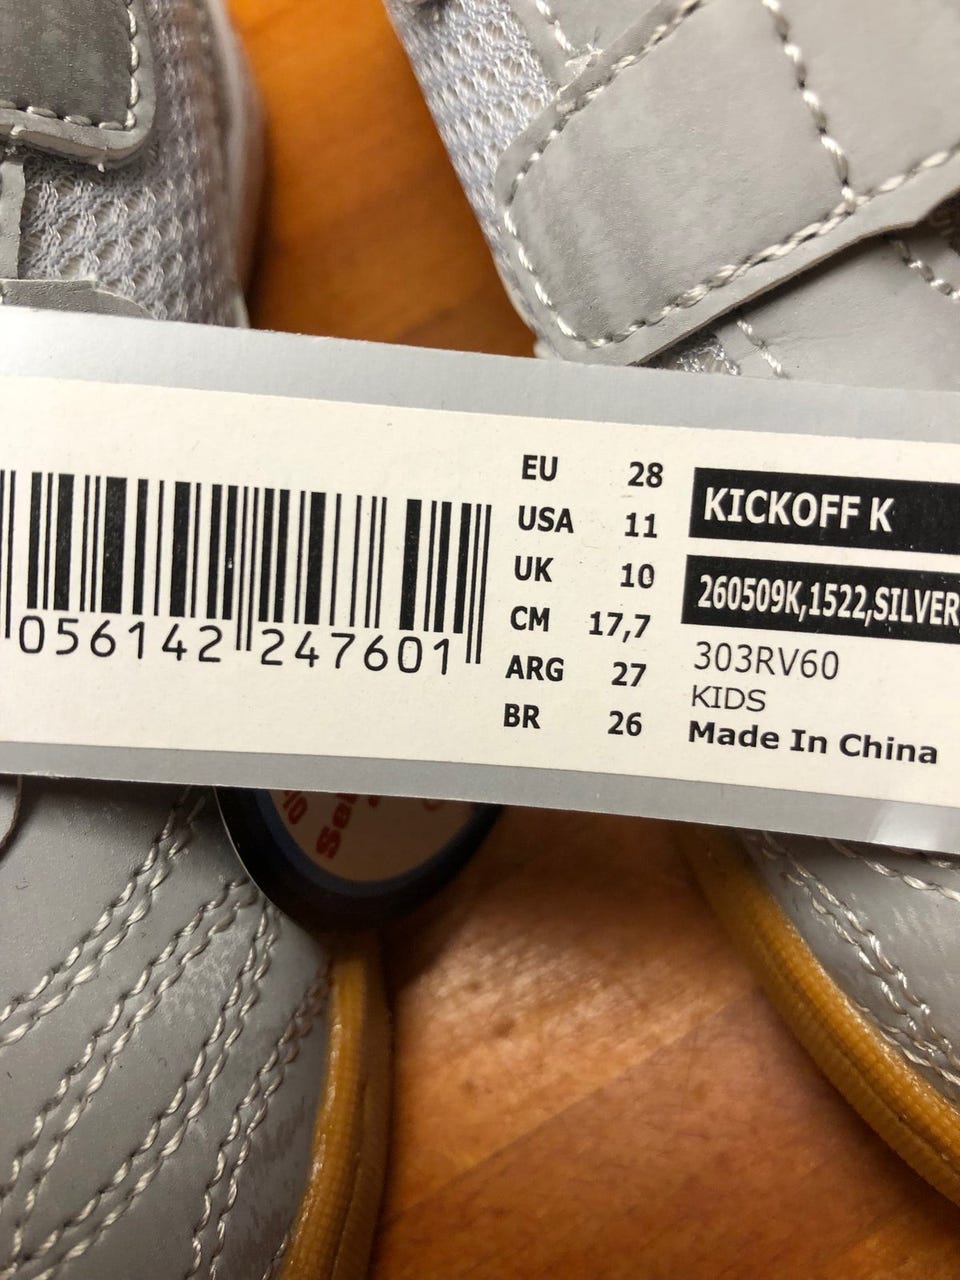 056142 247601
EU 28
USA 11
UK 10
CM 17,7
ARG 27
BR 26
KICKOFF K
260509K,1522,SILVER,
303RV60
KIDS
Made In China